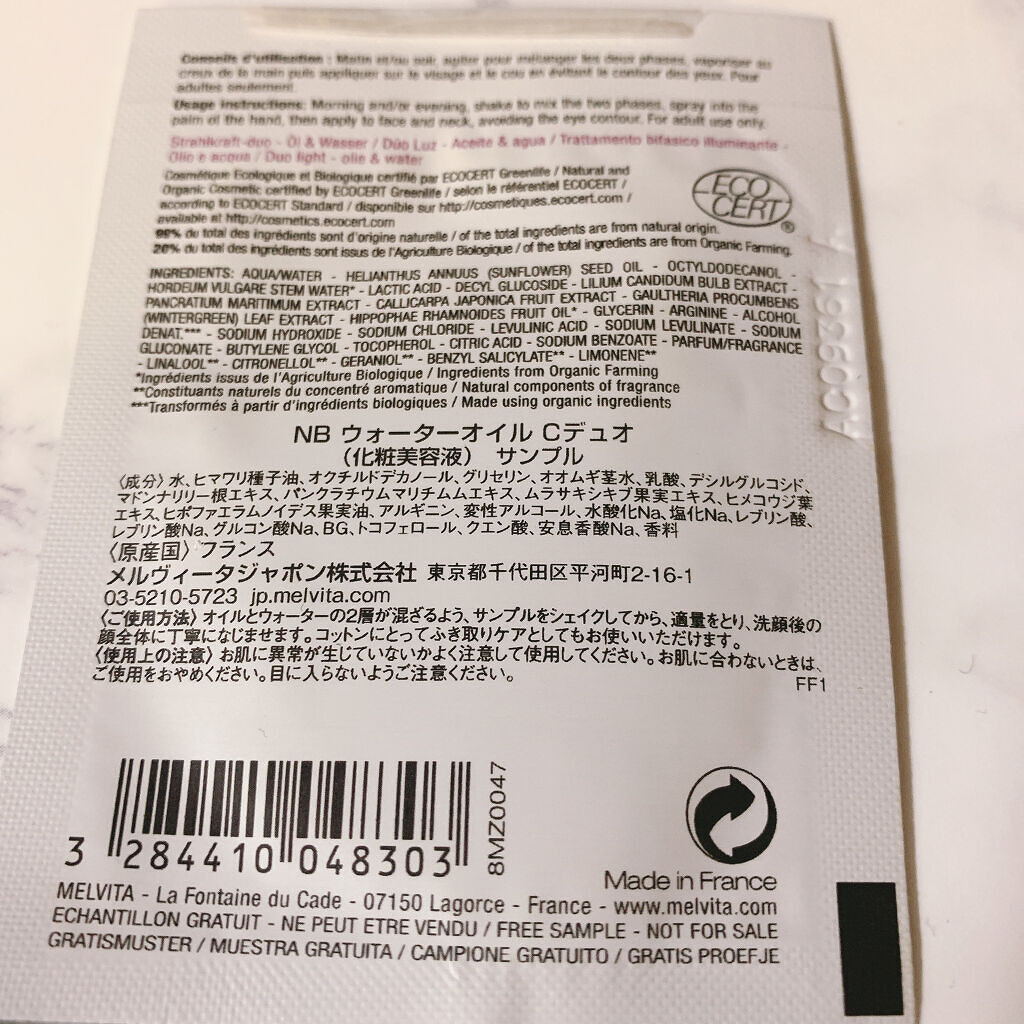 Conseils d'utilisation : Matin et/ou soir, agiter pour mélanger les deux phases, vaporiser au
creux de la main puis appliquer sur le visage et le cou en évitant le contour des yeux. Pour
adultes seulement.
Usage instructions: Morning and/or evening, shake to mix the two phases, spray into the
palm of the hand, then apply to face and neck, avoiding the eye contour. For adult use only.
Strahlkraft-duo - Öl & Wasser / Dúo Luz - Aceite & agua / Trattamento bifasico illuminante -
Olio e acqua / Duo light - olie & water
Cosmétique Ecologique et Biologique certifié par ECOCERT Greenlife / Natural and
Organic Cosmetic certified by ECOCERT Greenlife / selon le référentiel ECOCERT /
according to ECOCERT Standard / disponible sur http://cosmetiques.ecocert.com /
available at http://cosmetics.ecocert.com
ECO
CERT
®
% du total des ingrédients sont d'origine naturelle / of the total ingredients are from natural origin.
% du total des ingrédients sont issus de l'Agriculture Biologique / of the total ingredients are from Organic Farming.
INGREDIENTS: AQUA/WATER - HELIANTHUS ANNUUS (SUNFLOWER) SEED OIL - OCTYLDODECANOL -
HORDEUM VULGARE STEM WATER* - LACTIC ACID - DECYL GLUCOSIDE - LILIUM CANDIDUM BULB EXTRACT -
PANCRATIUM MARITIMUM EXTRACT - CALLICARPA JAPONICA FRUIT EXTRACT - GAULTHERIA PROCUMBENS
(WINTERGREEN) LEAF EXTRACT - HIPPOPHAE RHAMNOIDES FRUIT OIL* - GLYCERIN - ARGININE - ALCOHOL
DENAT.*** - SODIUM HYDROXIDE - SODIUM CHLORIDE - LEVULINIC ACID - SODIUM LEVULINATE - SODIUM
GLUCONATE - BUTYLENE GLYCOL - TOCOPHEROL - CITRIC ACID - SODIUM BENZOATE - PARFUM/FRAGRANCE
- LINALOOL** - CITRONELLOL** - GERANIOL** - BENZYL SALICYLATE** - LIMONENE**
*Ingrédients issus de l'Agriculture Biologique / Ingredients from Organic Farming
**Constituants naturels du concentré aromatique / Natural components of fragrance
***Transformés à partir d'ingrédients biologiques / Made using organic ingredients
AC09361
NB ウォーターオイル Cデュオ
(化粧美容液) サンプル
〈成分〉水、ヒマワリ種子油、オクチルドデカノール、グリセリン、オオムギ茎水、乳酸、デシルグルコシド、
マドンナリリー根エキス、パンクラチウムマリチムムエキス、ムラサキシキブ果実エキス、ヒメコウジ葉
エキス、ヒポファエラムノイデス果実油、アルギニン、変性アルコール、水酸化Na、塩化Na、レブリン酸、
レブリン酸Na、グルコン酸Na、BG、トコフェロール、クエン酸、安息香酸Na、香料
〈原産国〉フランス
メルヴィータジャポン株式会社 東京都千代田区平河町2-16-1
03-5210-5723 jp.melvita.com
〈ご使用方法〉オイルとウォーターの2層が混ざるよう、サンプルをシェイクしてから、適量をとり、洗顔後の
顔全体に丁寧になじませます。コットンにとってふき取りケアとしてもお使いいただけます。
〈使用上の注意〉お肌に異常が生じていないかよく注意して使用してください。お肌に合わないときは、
ご使用をおやめください。目に入らないようご注意ください。
FF1
8MZ0047
3 284410 048303
Made in France
MELVITA - La Fontaine du Cade - 07150 Lagorce - France - www.melvita.com
ECHANTILLON GRATUIT - NE PEUT ETRE VENDU / FREE SAMPLE - NOT FOR SALE
GRATISMUSTER / MUESTRA GRATUITA / CAMPIONE GRATUITO / GRATIS PROEFJE